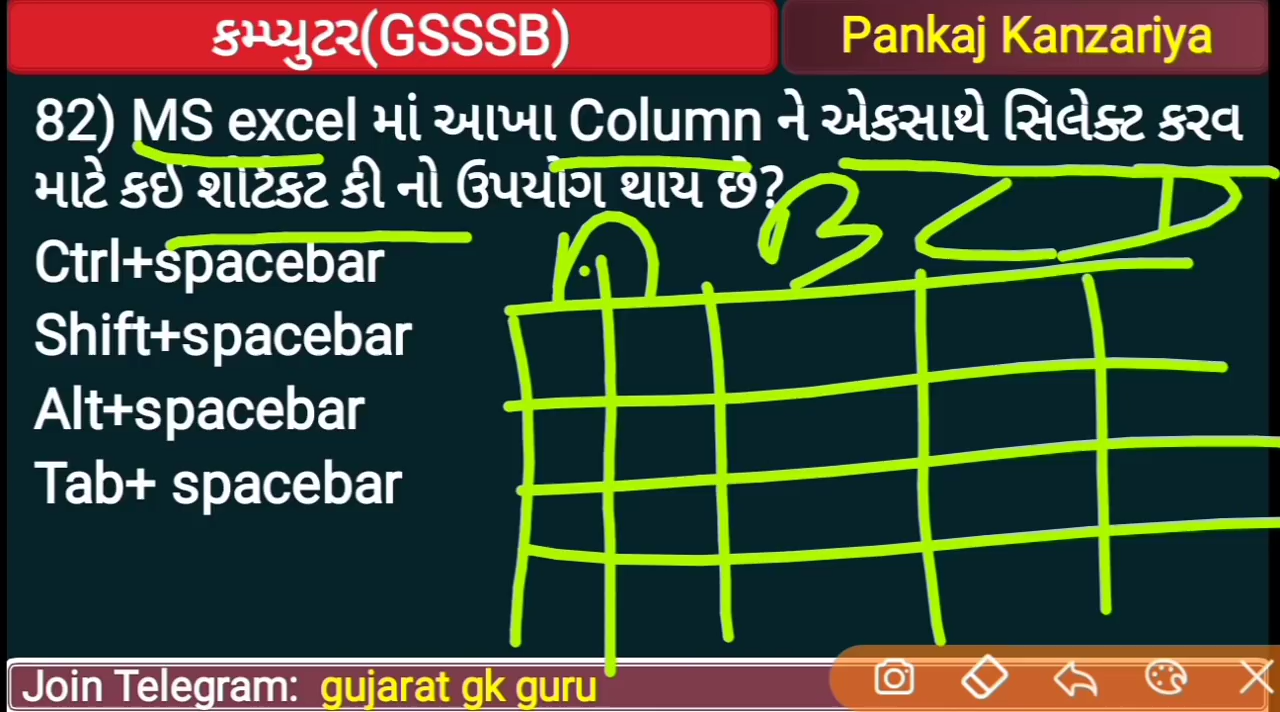 કમ્પ્યુટર(GSSSB)
Pankaj Kanzariya
82) MS excel માં આખા Column ને એકસાથે સિલેક્ટ કરવ
માટે કઈ શોર્ટકટ કી નો ઉપયોગ થાય છે?
A B C D
Ctrl+spacebar
Shift+spacebar
Alt+spacebar
Tab+ spacebar
Join Telegram: gujarat gk guru